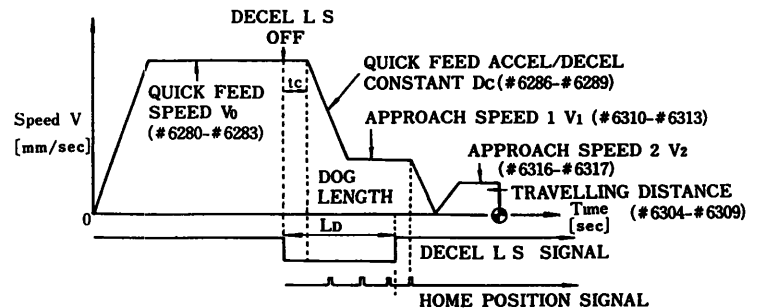 DECEL L S
OFF
QUICK FEED ACCEL/DECEL
CONSTANT DC (#6286-#6289)
tc
QUICK FEED
SPEED V0
(#6280-#6283)
Speed V
[mm/sec]
APPROACH SPEED 1 V1 (#6310-#6313)
APPROACH SPEED 2 V2
(#6316-#6317)
DOG
LENGTH
TRAVELLING DISTANCE
(#6304-#6309)
0
Time
[sec]
LD
DECEL L S SIGNAL
HOME POSITION SIGNAL